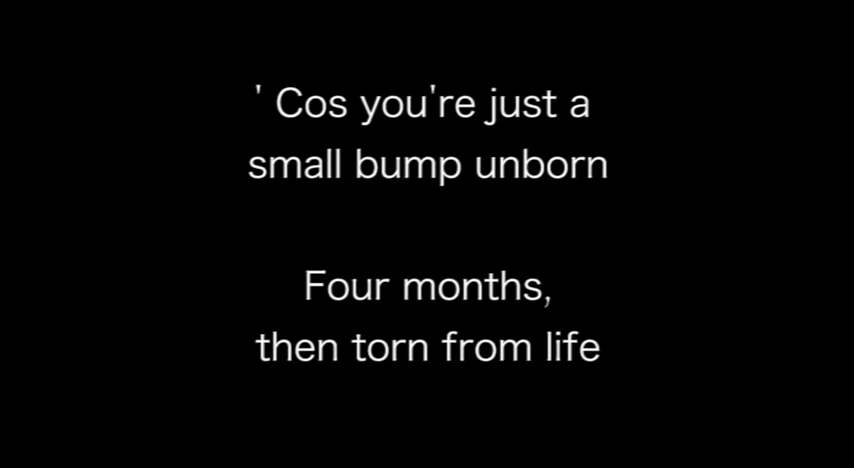 ' Cos you're just a
small bump unborn
Four months,
then torn from life